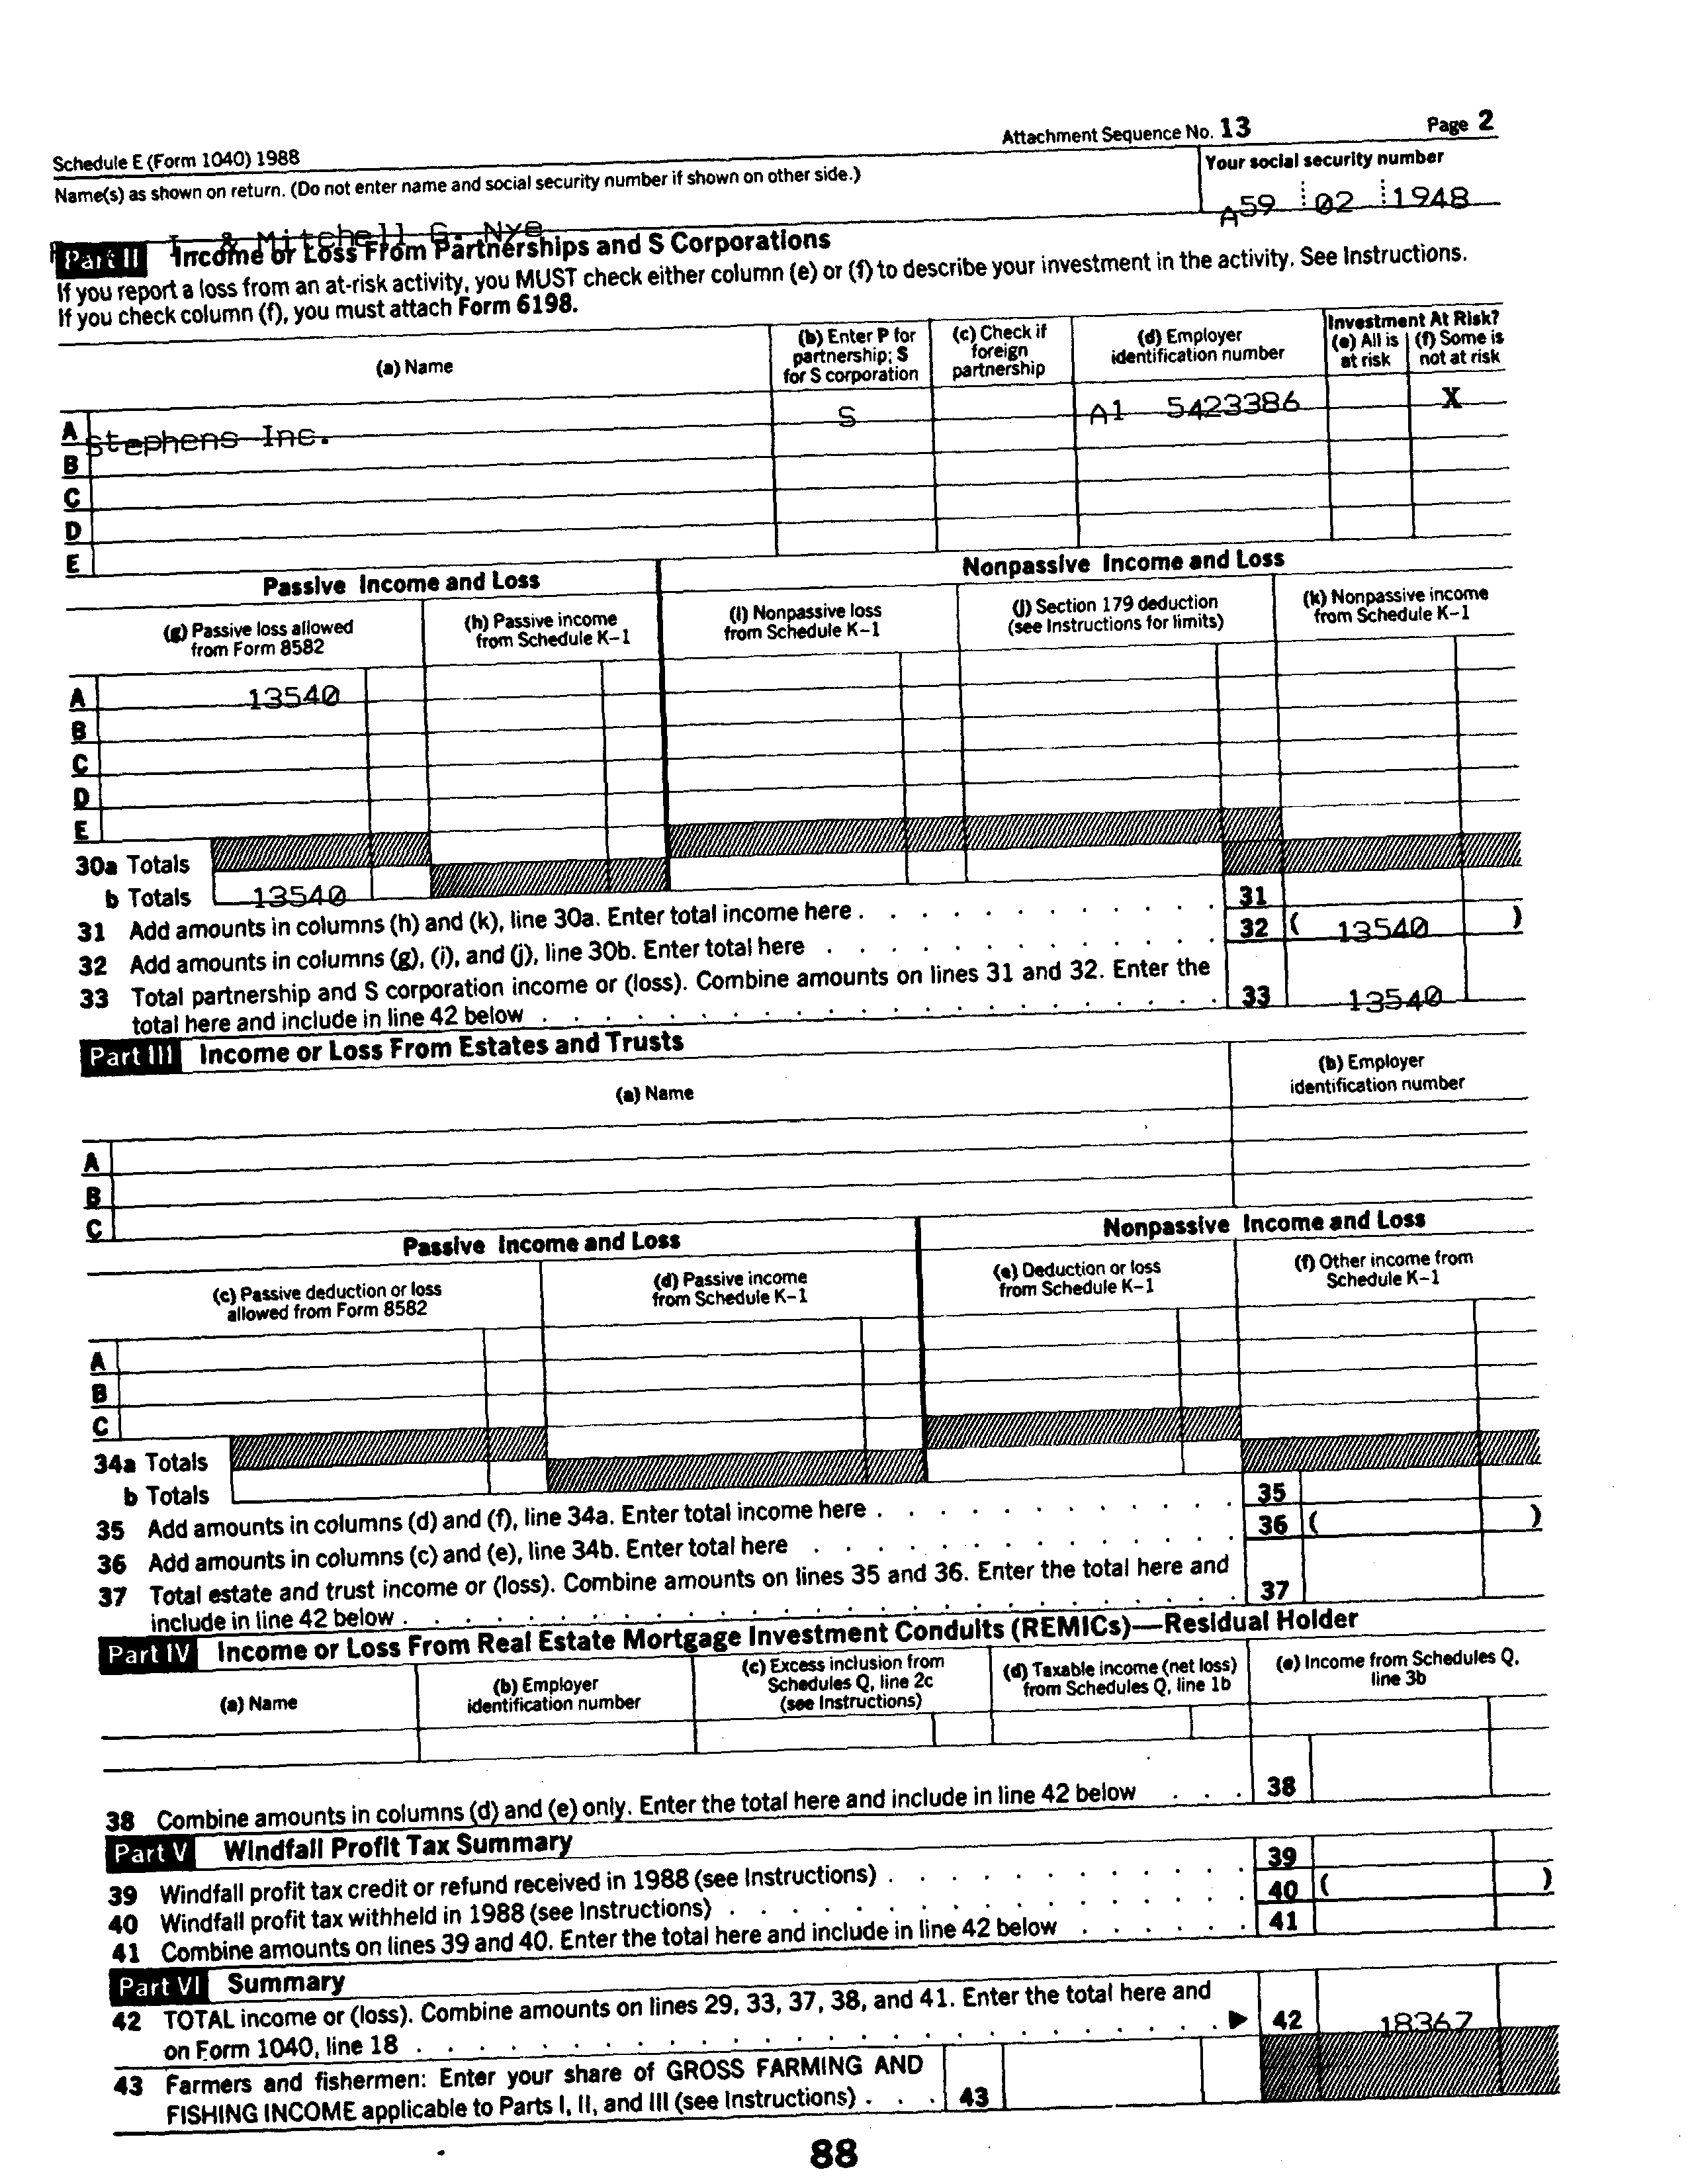 Schedule E (Form 1040) 1988 Attachment Sequence No. 13 Page 2
Name(s) as shown on return. (Do not enter name and social security number if shown on other side.) Your social security number
I. & Mitchell G. Nye A59 02 1948
Part II Income or Loss From Partnerships and S Corporations
If you report a loss from an at-risk activity, you MUST check either column (e) or (f) to describe your investment in the activity. See Instructions.
If you check column (f), you must attach Form 6198.
(a) Name (b) Enter P for partnership; S for S corporation (c) Check if foreign partnership (d) Employer identification number Investment At Risk? (e) All is at risk (f) Some is not at risk
A Stephens Inc. S A1 5423386 X
B
C
D
E
Passive Income and Loss Nonpassive Income and Loss
(g) Passive loss allowed from Form 8582 (h) Passive income from Schedule K-1 (i) Nonpassive loss from Schedule K-1 (j) Section 179 deduction (see Instructions for limits) (k) Nonpassive income from Schedule K-1
A 13540
B
C
D
E
30a Totals
b Totals 13540
31 Add amounts in columns (h) and (k), line 30a. Enter total income here . . . . . . . . . . . 31
32 Add amounts in columns (g), (i), and (j), line 30b. Enter total here . . . . . . . . . . . . . 32 ( 13540 )
33 Total partnership and S corporation income or (loss). Combine amounts on lines 31 and 32. Enter the
total here and include in line 42 below . . . . . . . . . . . . . . . . . . . . . . 33 13540
Part III Income or Loss From Estates and Trusts
(a) Name (b) Employer identification number
A
B
C
Passive Income and Loss Nonpassive Income and Loss
(c) Passive deduction or loss allowed from Form 8582 (d) Passive income from Schedule K-1 (e) Deduction or loss from Schedule K-1 (f) Other income from Schedule K-1
A
B
C
34a Totals
b Totals
35 Add amounts in columns (d) and (f), line 34a. Enter total income here . . . . . . . . . . . . 35
36 Add amounts in columns (c) and (e), line 34b. Enter total here . . . . . . . . . . . . . . 36 ( )
37 Total estate and trust income or (loss). Combine amounts on lines 35 and 36. Enter the total here and
include in line 42 below . . . . . . . . . . . . . . . . . . . . . . . . . . . 37
Part IV Income or Loss From Real Estate Mortgage Investment Conduits (REMICs)—Residual Holder
(a) Name (b) Employer identification number (c) Excess inclusion from Schedules Q, line 2c (see Instructions) (d) Taxable income (net loss) from Schedules Q, line 1b (e) Income from Schedules Q, line 3b
38 Combine amounts in columns (d) and (e) only. Enter the total here and include in line 42 below . . . 38
Part V Windfall Profit Tax Summary
39 Windfall profit tax credit or refund received in 1988 (see Instructions) . . . . . . . . . . . . 39
40 Windfall profit tax withheld in 1988 (see Instructions) . . . . . . . . . . . . . . . . . 40 ( )
41 Combine amounts on lines 39 and 40. Enter the total here and include in line 42 below . . . . . . 41
Part VI Summary
42 TOTAL income or (loss). Combine amounts on lines 29, 33, 37, 38, and 41. Enter the total here and
on Form 1040, line 18 . . . . . . . . . . . . . . . . . . . . . . . . . . ▶ 42 18367
43 Farmers and fishermen: Enter your share of GROSS FARMING AND
FISHING INCOME applicable to Parts I, II, and III (see Instructions) . . . 43
88